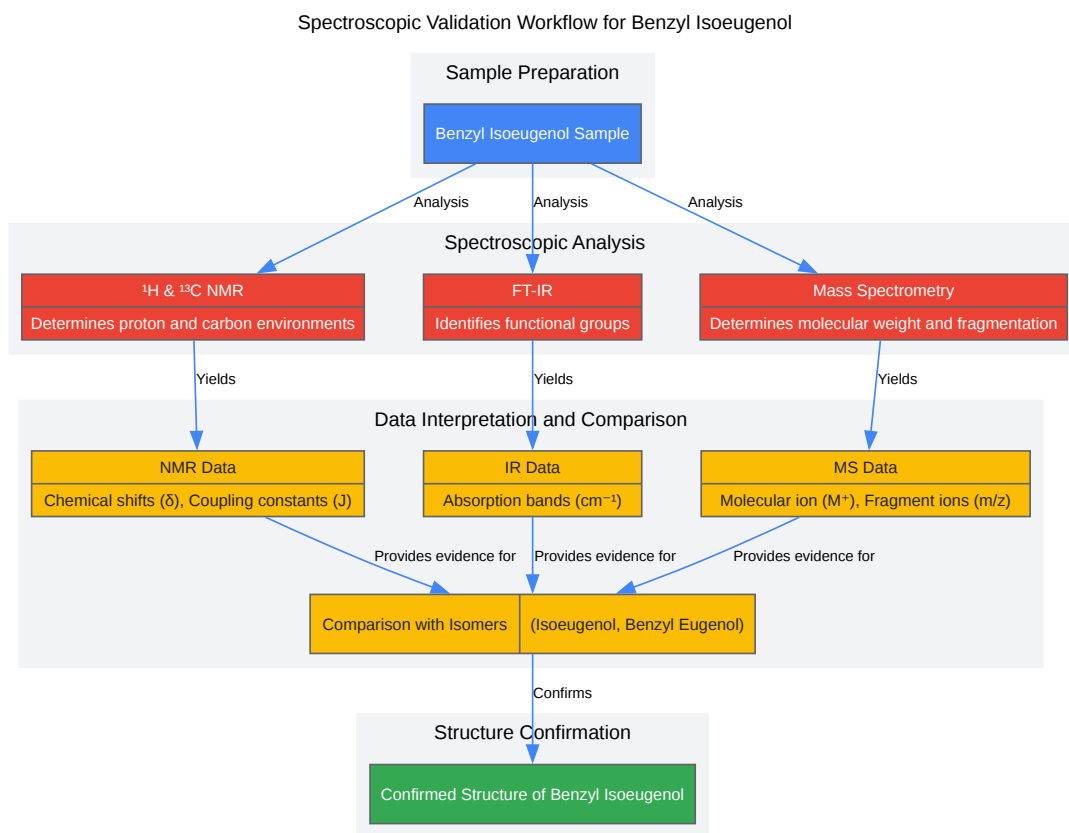 Spectroscopic Validation Workflow for Benzyl Isoeugenol
Sample Preparation
Benzyl Isoeugenol Sample
Analysis
Analysis
Analysis
Spectroscopic Analysis
¹H & ¹³C NMR
Determines proton and carbon environments
FT-IR
Identifies functional groups
Mass Spectrometry
Determines molecular weight and fragmentation
Yields
Yields
Yields
Data Interpretation and Comparison
NMR Data
Chemical shifts (δ), Coupling constants (J)
IR Data
Absorption bands (cm⁻¹)
MS Data
Molecular ion (M⁺), Fragment ions (m/z)
Provides evidence for
Provides evidence for
Provides evidence for
Comparison with Isomers
(Isoeugenol, Benzyl Eugenol)
Confirms
Structure Confirmation
Confirmed Structure of Benzyl Isoeugenol